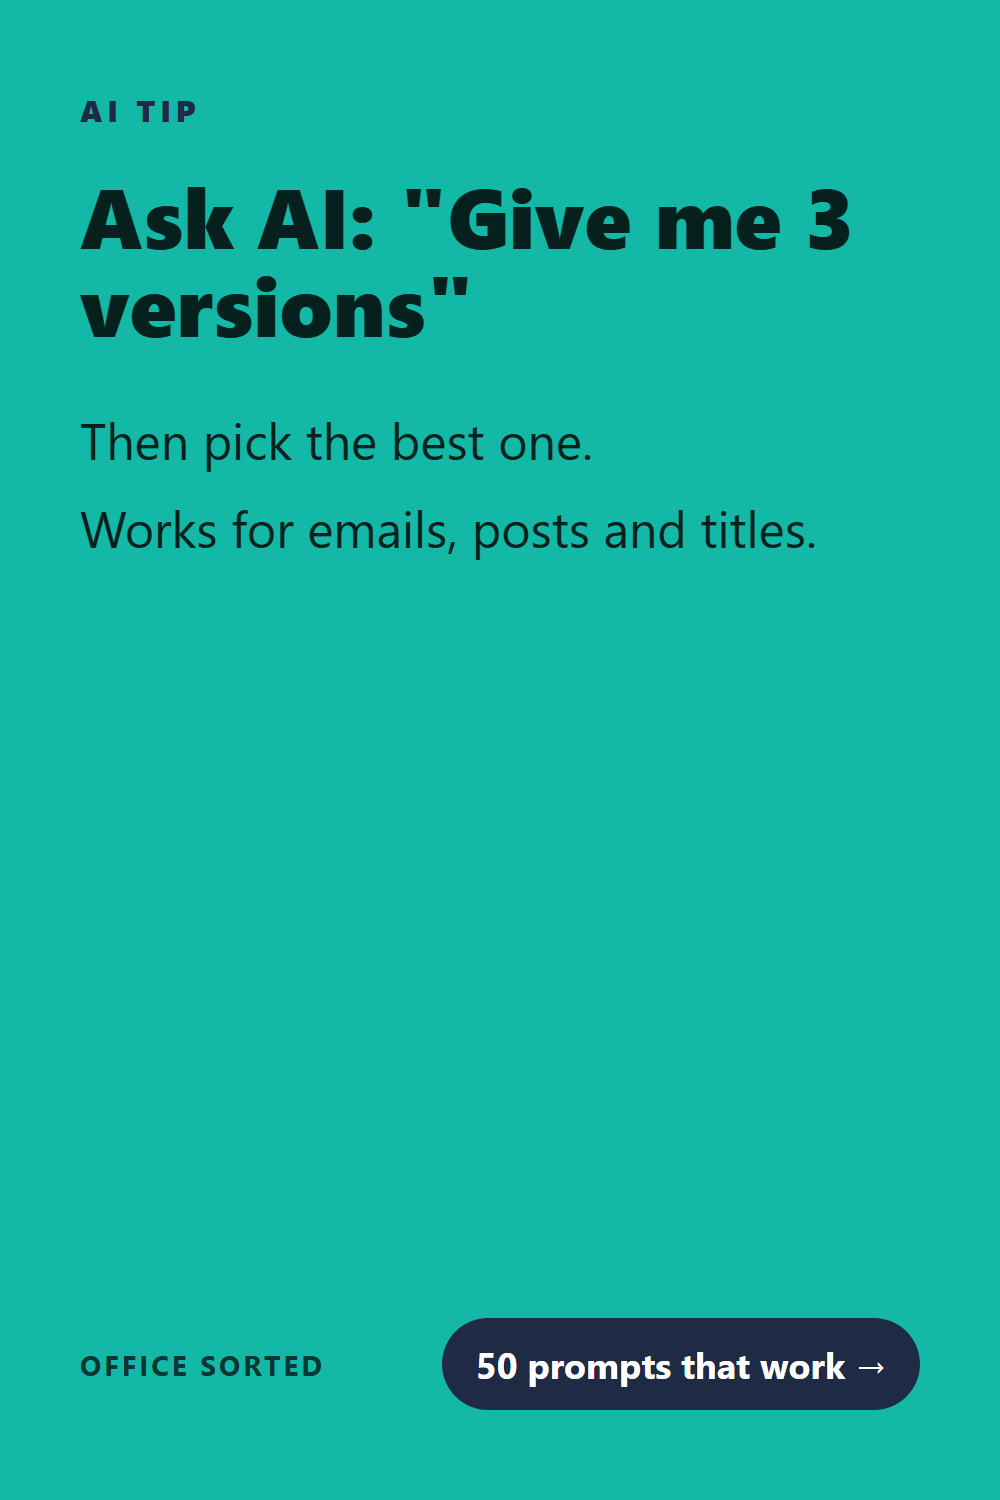 AI TIP
Ask AI: "Give me 3
versions"
Then pick the best one.
Works for emails, posts and titles.
OFFICE SORTED
50 prompts that work →